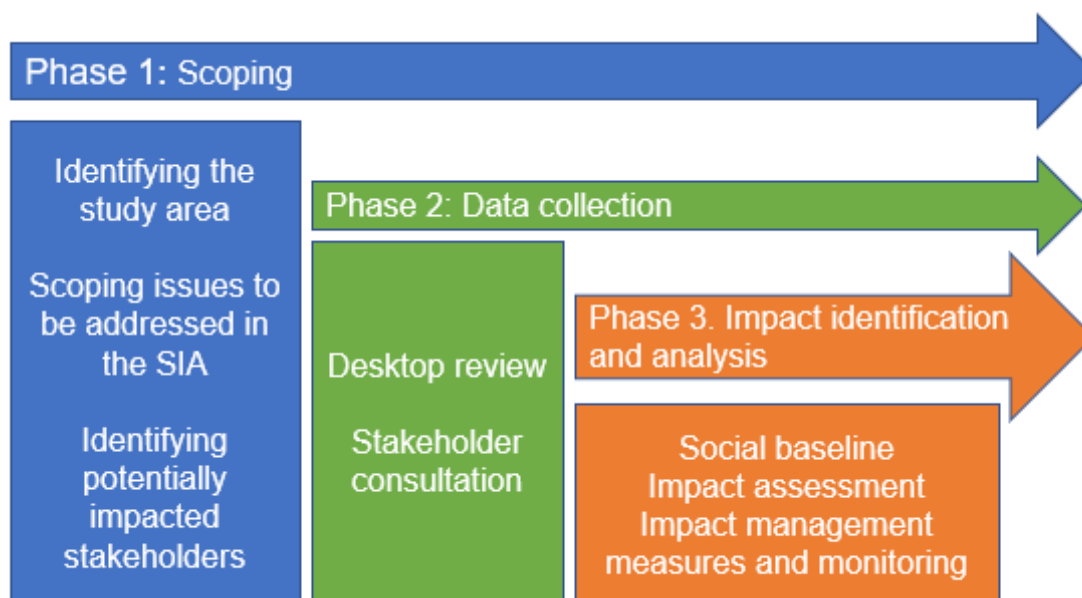 Phase 1: Scoping
Identifying the
study area
Scoping issues to
be addressed in
the SIA
Identifying
potentially
impacted
stakeholders
Phase 2: Data collection
Desktop review
Stakeholder
consultation
Phase 3. Impact identification
and analysis
Social baseline
Impact assessment
Impact management
measures and monitoring